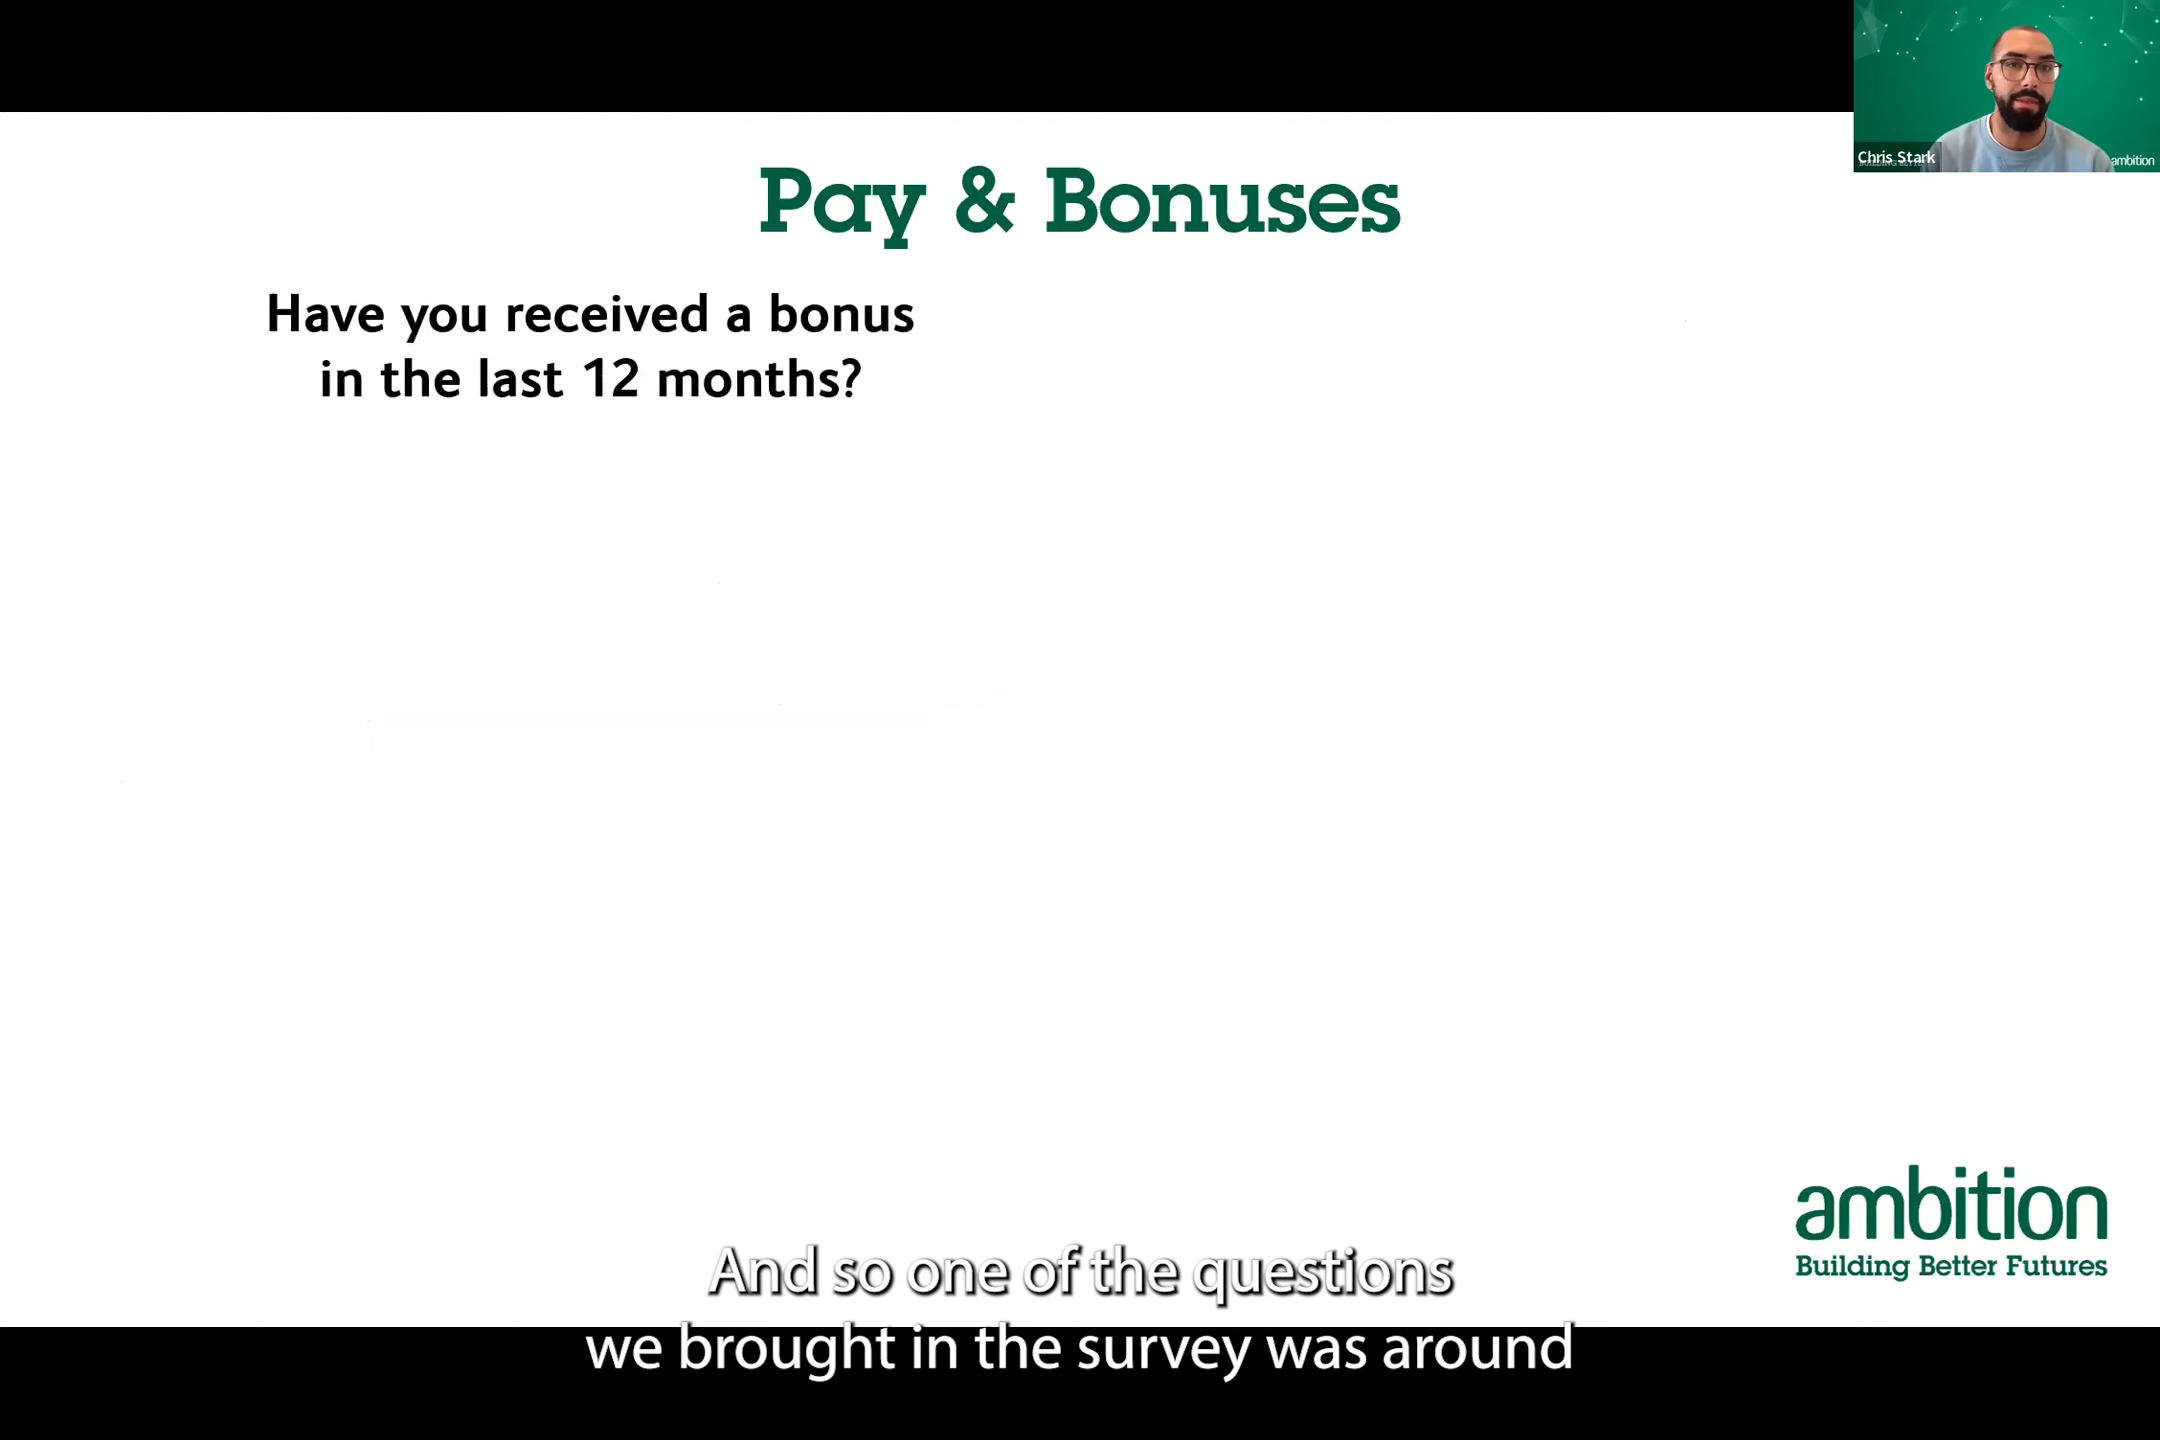 Chris Stark
ambition
Pay & Bonuses
Have you received a bonus
in the last 12 months?
ambition
Building Better Futures
And so one of the questions
we brought in the survey was around